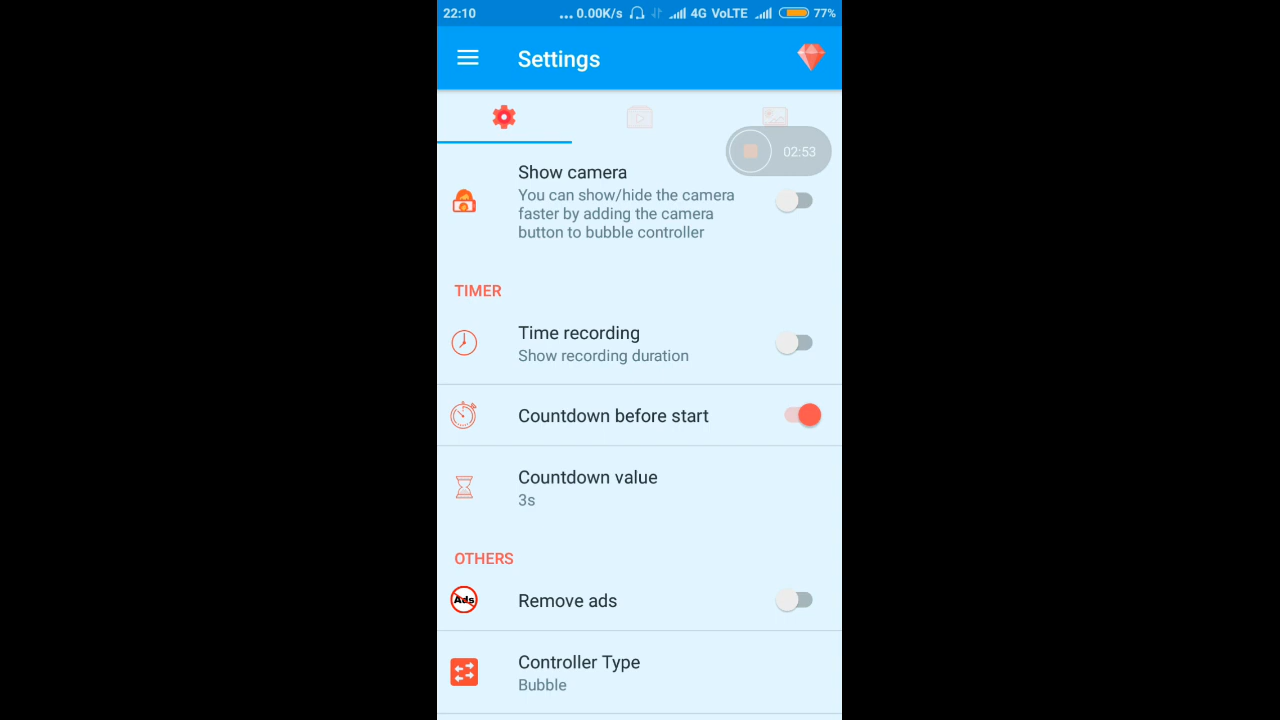 22:10 ... 0.00K/s 4G VoLTE 77%
Settings
02:53
Show camera
You can show/hide the camera
faster by adding the camera
button to bubble controller
TIMER
Time recording
Show recording duration
Countdown before start
Countdown value
3s
OTHERS
Ads
Remove ads
Controller Type
Bubble